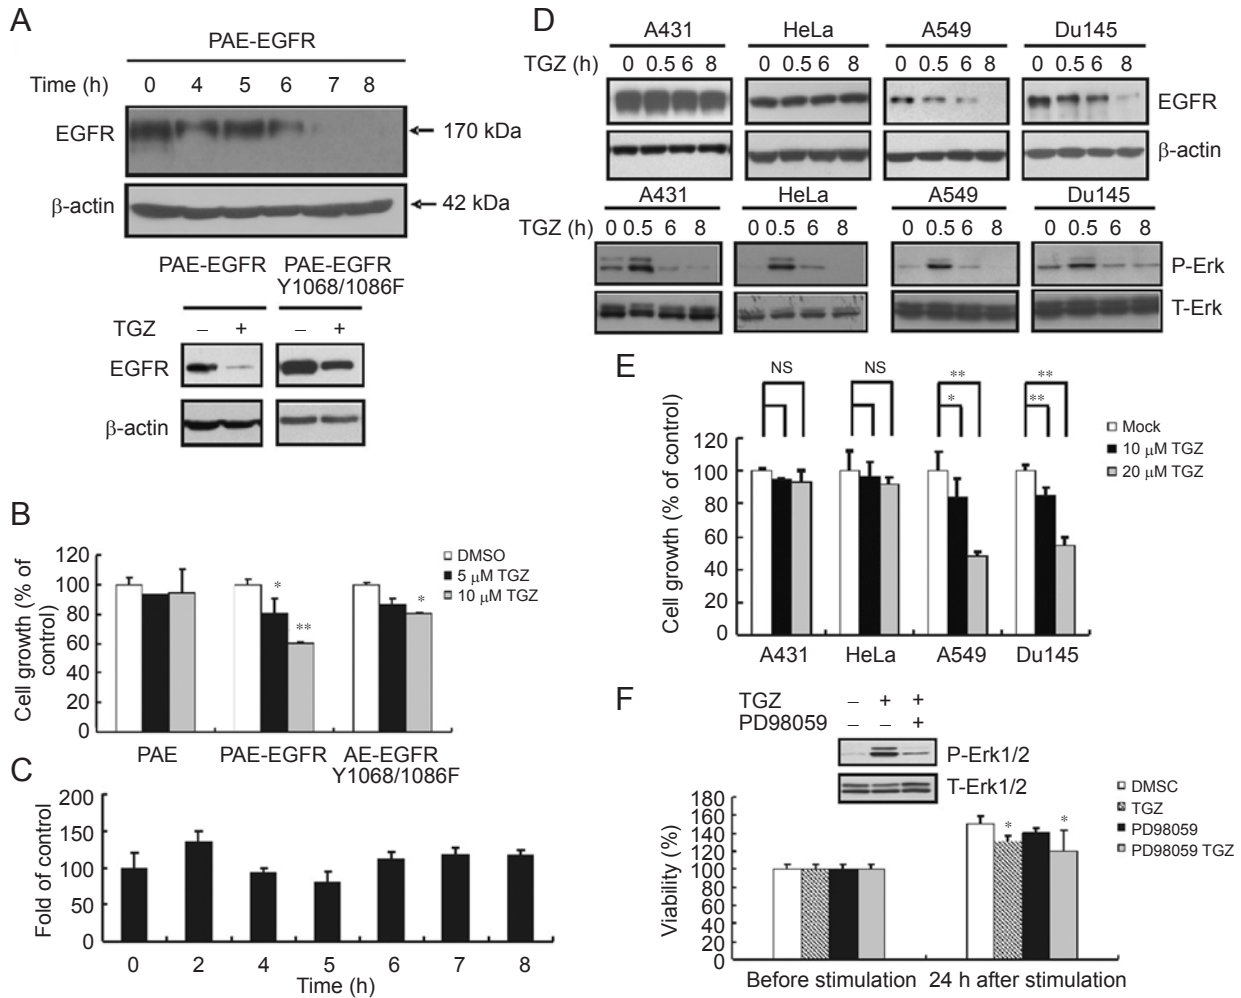 A
PAE-EGFR
Time (h) 0 4 5 6 7 8
EGFR
170 kDa
β-actin
42 kDa
PAE-EGFR PAE-EGFR
Y1068/1086F
TGZ – + – +
EGFR
β-actin
B
Cell growth (% of
control)
120
100
80
60
40
20
0
DMSO
5 μM TGZ
10 μM TGZ
*
**
*
PAE PAE-EGFR AE-EGFR
Y1068/1086F
C
Fold of control
200
150
100
50
0
0 2 4 5 6 7 8
Time (h)
D
A431 HeLa A549 Du145
TGZ (h) 0 0.5 6 8 0 0.5 6 8 0 0.5 6 8 0 0.5 6 8
EGFR
β-actin
A431 HeLa A549 Du145
TGZ (h) 0 0.5 6 8 0 0.5 6 8 0 0.5 6 8 0 0.5 6 8
P-Erk
T-Erk
E
NS NS ** **
* **
Cell growth (% of control)
120
100
80
60
40
20
0
Mock
10 μM TGZ
20 μM TGZ
A431 HeLa A549 Du145
F
TGZ – + +
PD98059 – – +
P-Erk1/2
T-Erk1/2
Viability (%)
180
160
140
120
100
80
60
40
20
0
DMSC
TGZ
PD98059
PD98059 TGZ
* *
Before stimulation 24 h after stimulation